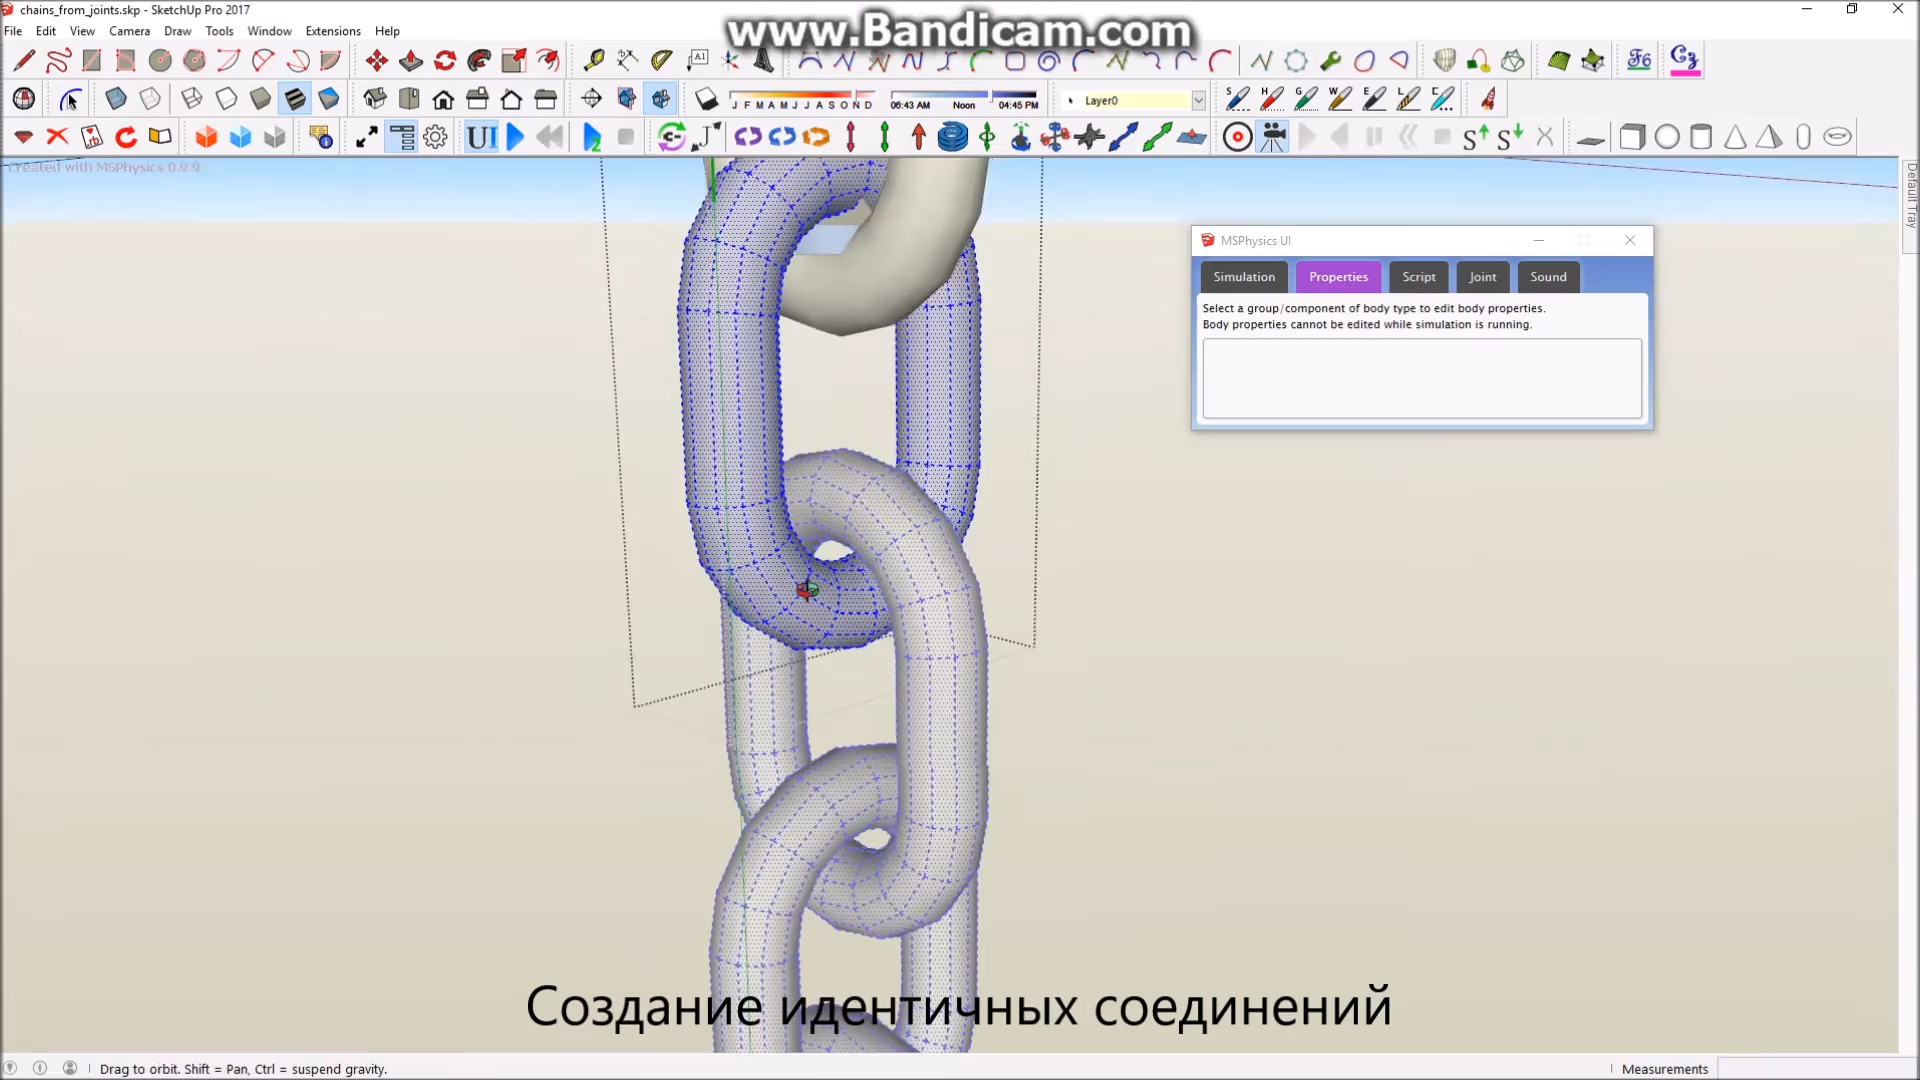 chains_from_joints.skp - SketchUp Pro 2017
www.Bandicam.com
File Edit View Camera Draw Tools Window Extensions Help
A1
F6
J F M A M J J A S O N D
06:43 AM Noon 04:45 PM
Layer0
S H G W E L C
UI
2
Created with MSPhysics 0.9.9
Default Tray
MSPhysics UI
Simulation Properties Script Joint Sound
Select a group/component of body type to edit body properties.
Body properties cannot be edited while simulation is running.
Создание идентичных соединений
Drag to orbit. Shift = Pan, Ctrl = suspend gravity.
Measurements